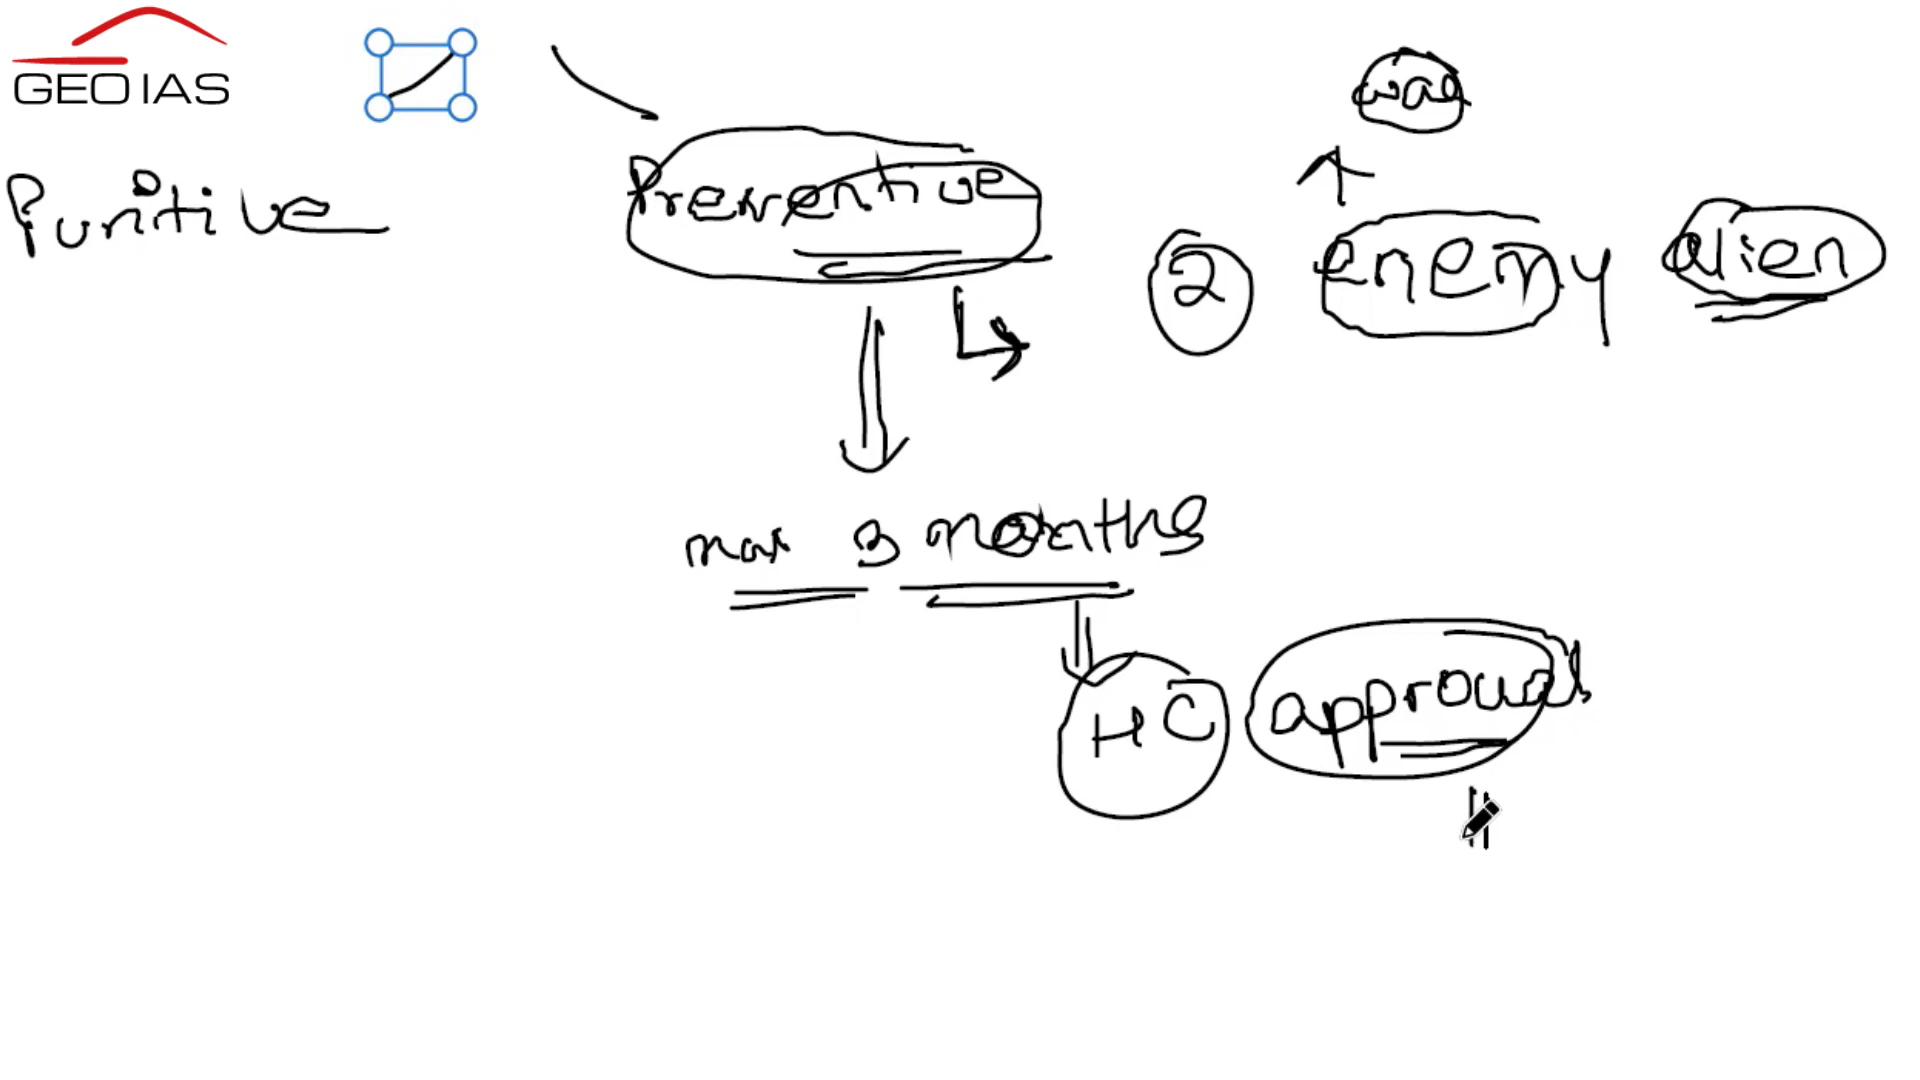 GEO IAS
war
Punitive
Preventive
2 enemy alien
max 3 months
HC approval